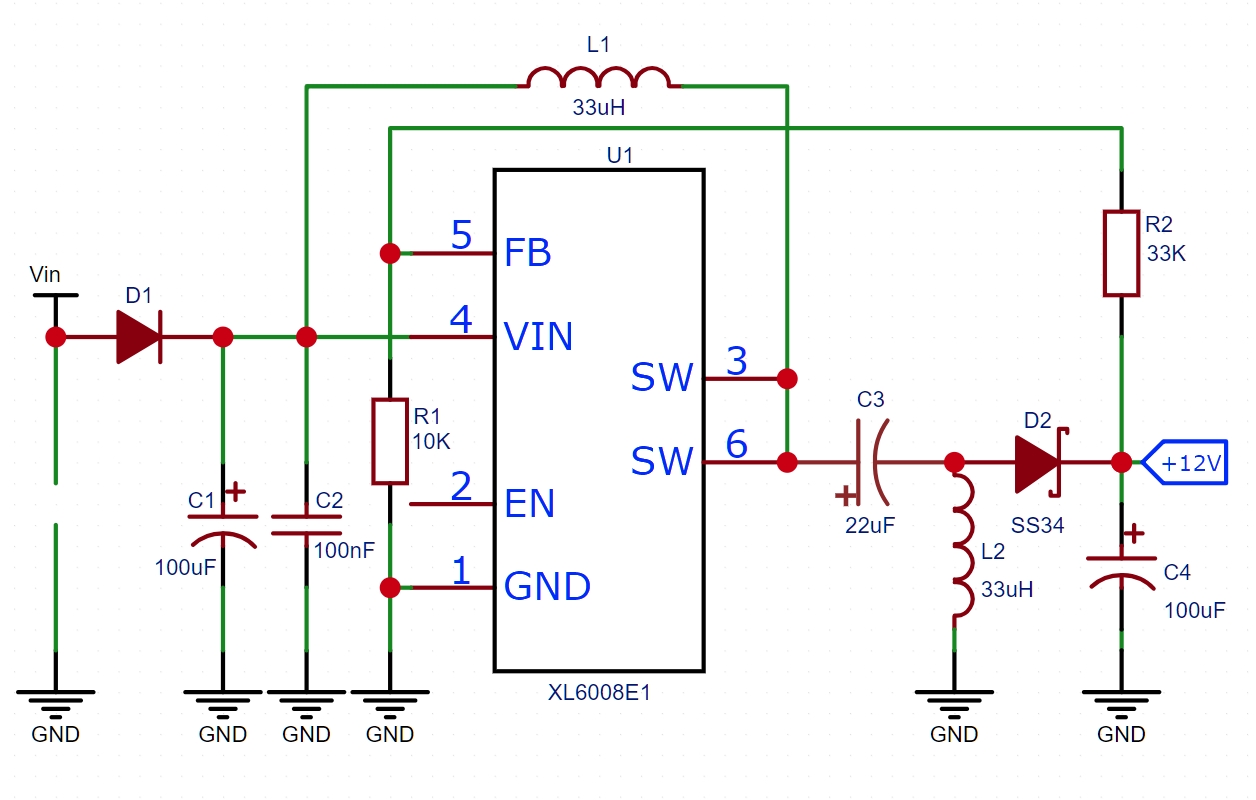 L1
33uH
U1
5
FB
R2
33K
Vin
D1
4
VIN
3
SW
C3
R1
10K
6
SW
D2
+12V
2
EN
C1
+
C2
+
22uF
SS34
100uF
100nF
+
L2
33uH
1
GND
C4
100uF
XL6008E1
GND
GND
GND
GND
GND
GND